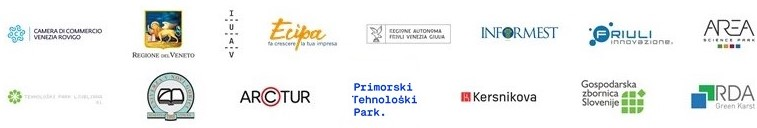 CAMERA DI COMMERCIO
VENEZIA ROVIGO
REGIONE DEL VENETO
I U A V
Ecipa
fa crescere la tua impresa
REGIONE AUTONOMA
FRIULI VENEZIA GIULIA
INFORMEST
FRIULI
innovazione.
AREA
SCIENCE PARK
TEHNOLOŠKI PARK LJUBLJANA
ARCTUR
Primorski
Tehnološki
Park.
Kersnikova
Gospodarska
zbornica
Slovenije
RDA
Green Karst